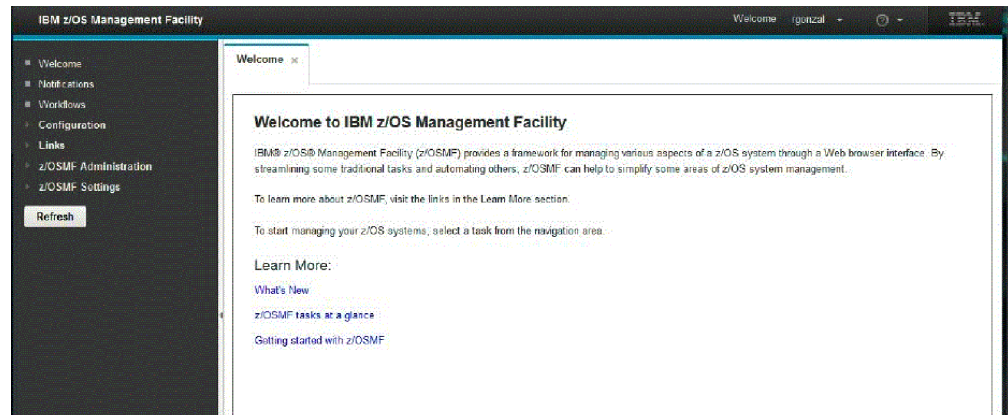 IBM z/OS Management Facility
Welcome rgonzal
IBM.
Welcome
Notifications
Workflows
Configuration
Links
z/OSMF Administration
z/OSMF Settings
Refresh
Welcome
Welcome to IBM z/OS Management Facility
IBM® z/OS® Management Facility (z/OSMF) provides a framework for managing various aspects of a z/OS system through a Web browser interface. By
streamlining some traditional tasks and automating others, z/OSMF can help to simplify some areas of z/OS system management.
To learn more about z/OSMF, visit the links in the Learn More section.
To start managing your z/OS systems, select a task from the navigation area.
Learn More:
What's New
z/OSMF tasks at a glance
Getting started with z/OSMF